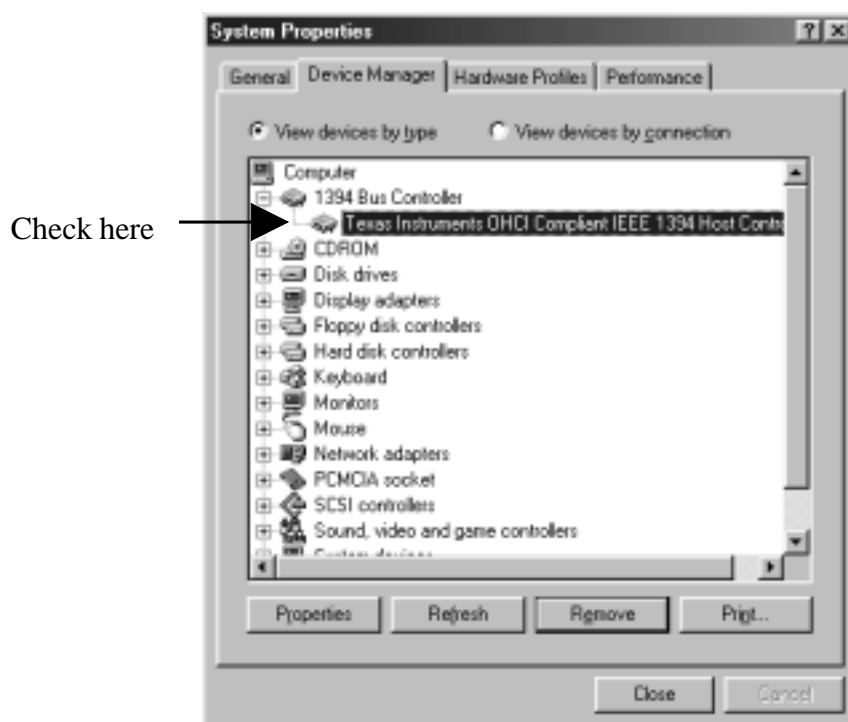 System Properties
General Device Manager Hardware Profiles Performance
View devices by type View devices by connection
Computer
1394 Bus Controller
Check here
Texas Instruments OHCI Compliant IEEE 1394 Host Contro
CDROM
Disk drives
Display adapters
Floppy disk controllers
Hard disk controllers
Keyboard
Monitors
Mouse
Network adapters
PCMCIA socket
SCSI controllers
Sound, video and game controllers
System devices
Properties Refresh Remove Print...
Close Cancel